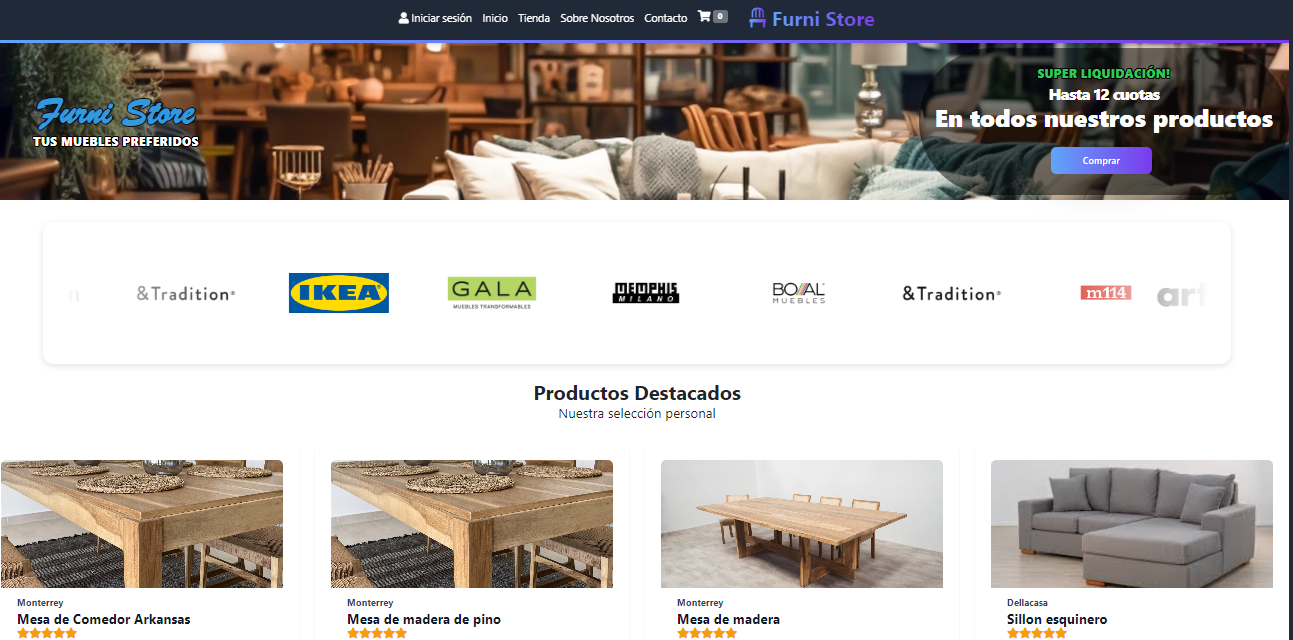 Iniciar sesión Inicio Tienda Sobre Nosotros Contacto 0 Furni Store
SUPER LIQUIDACIÓN!
Hasta 12 cuotas
En todos nuestros productos
Comprar
Furni Store
TUS MUEBLES PREFERIDOS
n &Tradition® IKEA® GALA MEMPHIS BOVAL &Tradition® m114 art
MUEBLES TRANSFORMABLES MILANO MUEBLES
Productos Destacados
Nuestra selección personal
Monterrey
Mesa de Comedor Arkansas
Monterrey
Mesa de madera de pino
Monterrey
Mesa de madera
Dellacasa
Sillon esquinero